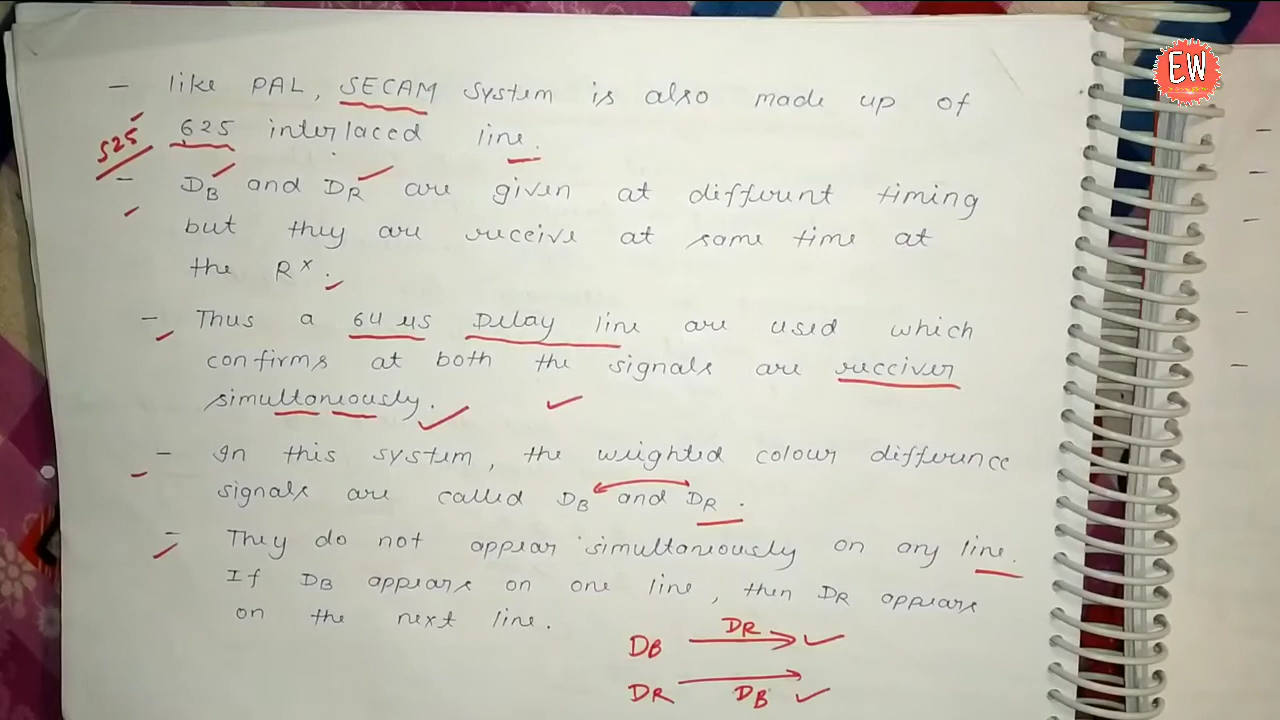 EW
- like PAL, SECAM system is also made up of
525 625 interlaced line.
- DB and DR are given at different timing
but they are receive at same time at
the Rx.
- Thus a 64 us Delay line are used which
confirms at both the signals are recciver
simultaneously.
- In this system, the weighted colour difference
signals are called DB and DR.
- They do not appear simultaneously on any line.
If DB appears on one line, then DR appears
on the next line.
DB DR
DR DB